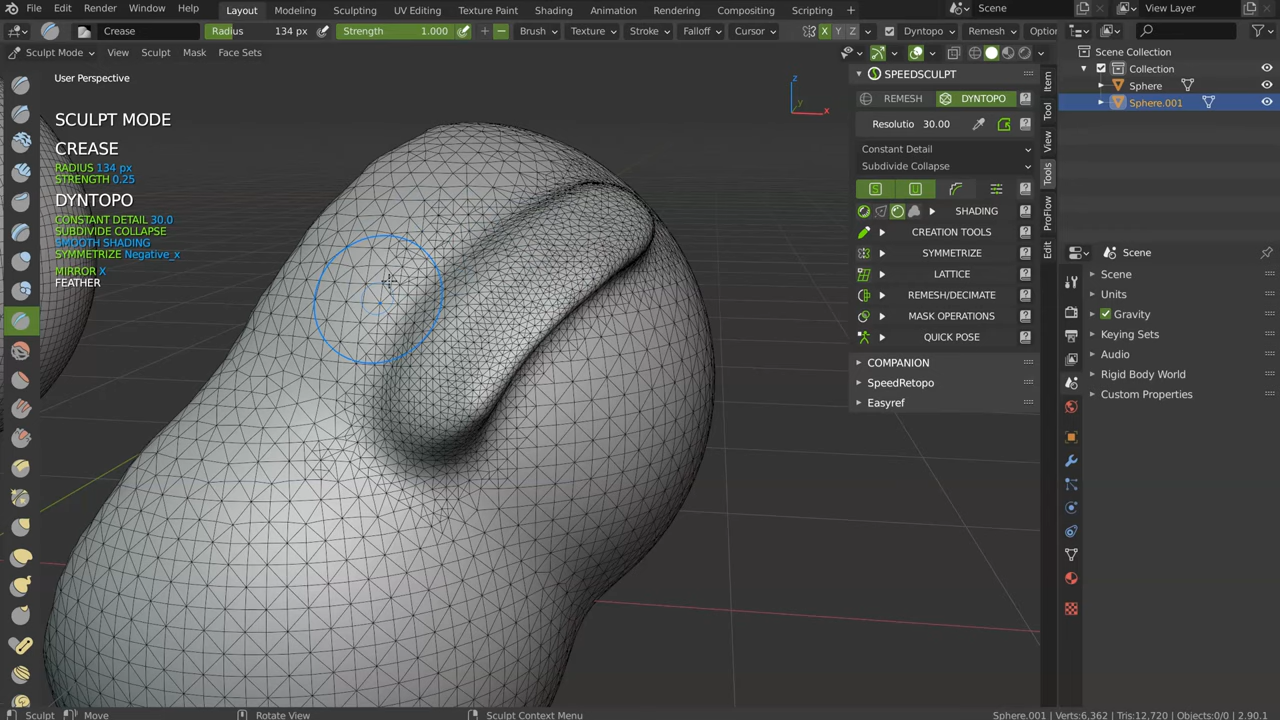 File Edit Render Window Help Layout Modeling Sculpting UV Editing Texture Paint Shading Animation Rendering Compositing Scripting Scene View Layer
Crease Radius 134 px Strength 1.000 Brush Texture Stroke Falloff Cursor X Y Z Dyntopo Remesh Option
Sculpt Mode View Sculpt Mask Face Sets
User Perspective
SCULPT MODE
CREASE
RADIUS 134 px
STRENGTH 0.25
DYNTOPO
CONSTANT DETAIL 30.0
SUBDIVIDE COLLAPSE
SMOOTH SHADING
SYMMETRIZE Negative_x
MIRROR X
FEATHER
z
y
x
SPEEDSCULPT
REMESH DYNTOPO
Resolutio 30.00
Constant Detail
Subdivide Collapse
S U
SHADING
CREATION TOOLS
SYMMETRIZE
LATTICE
REMESH/DECIMATE
MASK OPERATIONS
QUICK POSE
COMPANION
SpeedRetopo
Easyref
Item
Tool
View
Tools
ProFlow
Edit
Scene Collection
Collection
Sphere
Sphere.001
Scene
Scene
Units
Gravity
Keying Sets
Audio
Rigid Body World
Custom Properties
Sculpt Move Rotate View Sculpt Context Menu Sphere.001 | Verts:6,362 | Tris:12,720 | Objects:0/0 | 2.90.1